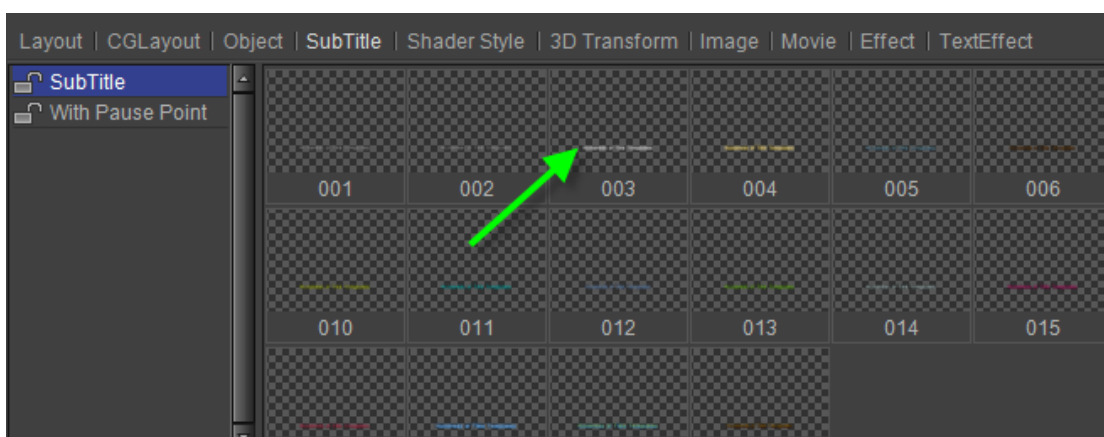 Layout | CGLayout | Object | SubTitle | Shader Style | 3D Transform | Image | Movie | Effect | TextEffect
SubTitle
With Pause Point
001 002 003 004 005 006
010 011 012 013 014 015